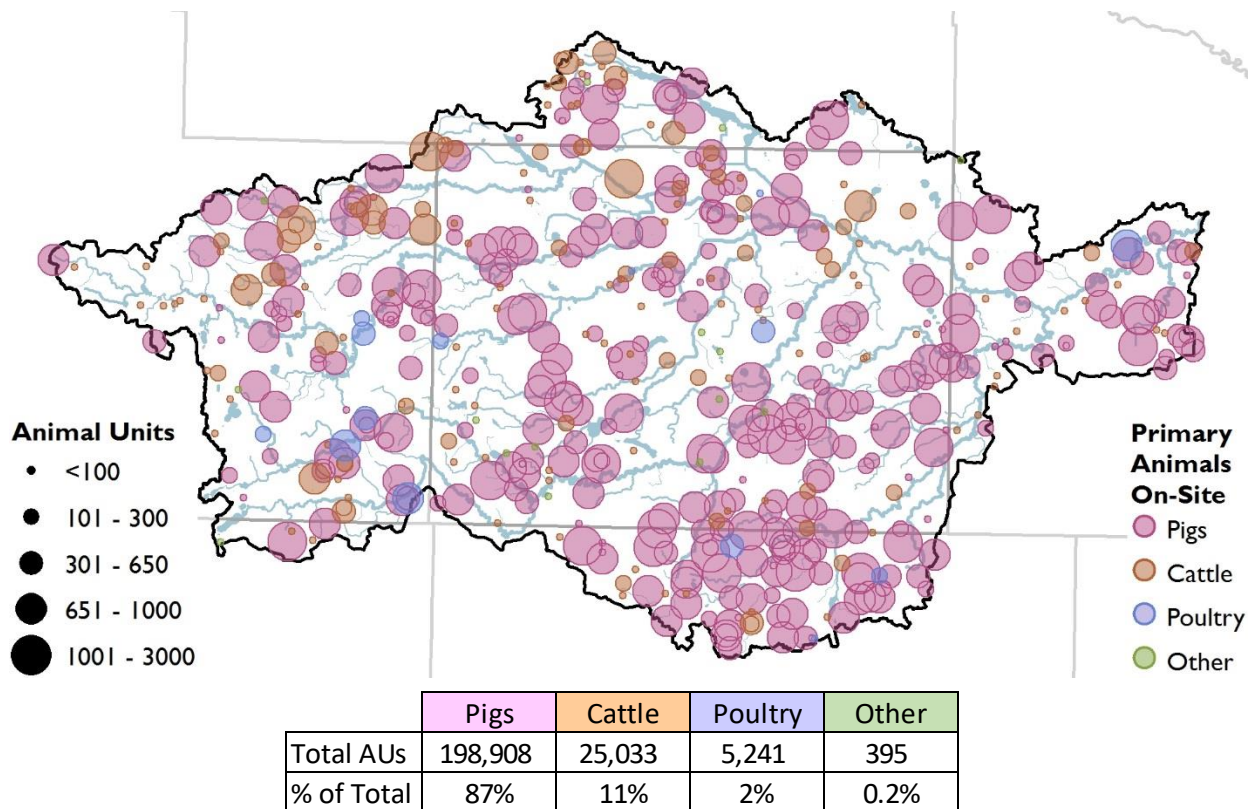 Animal Units
<100
101 - 300
301 - 650
651 - 1000
1001 - 3000
Primary
Animals
On-Site
Pigs
Cattle
Poultry
Other
Pigs Cattle Poultry Other
Total AUs 198,908 25,033 5,241 395
% of Total 87% 11% 2% 0.2%